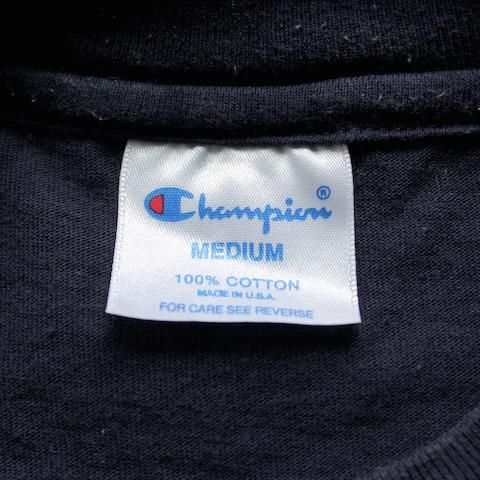 Champion®
MEDIUM
100% COTTON
MADE IN U.S.A.
FOR CARE SEE REVERSE